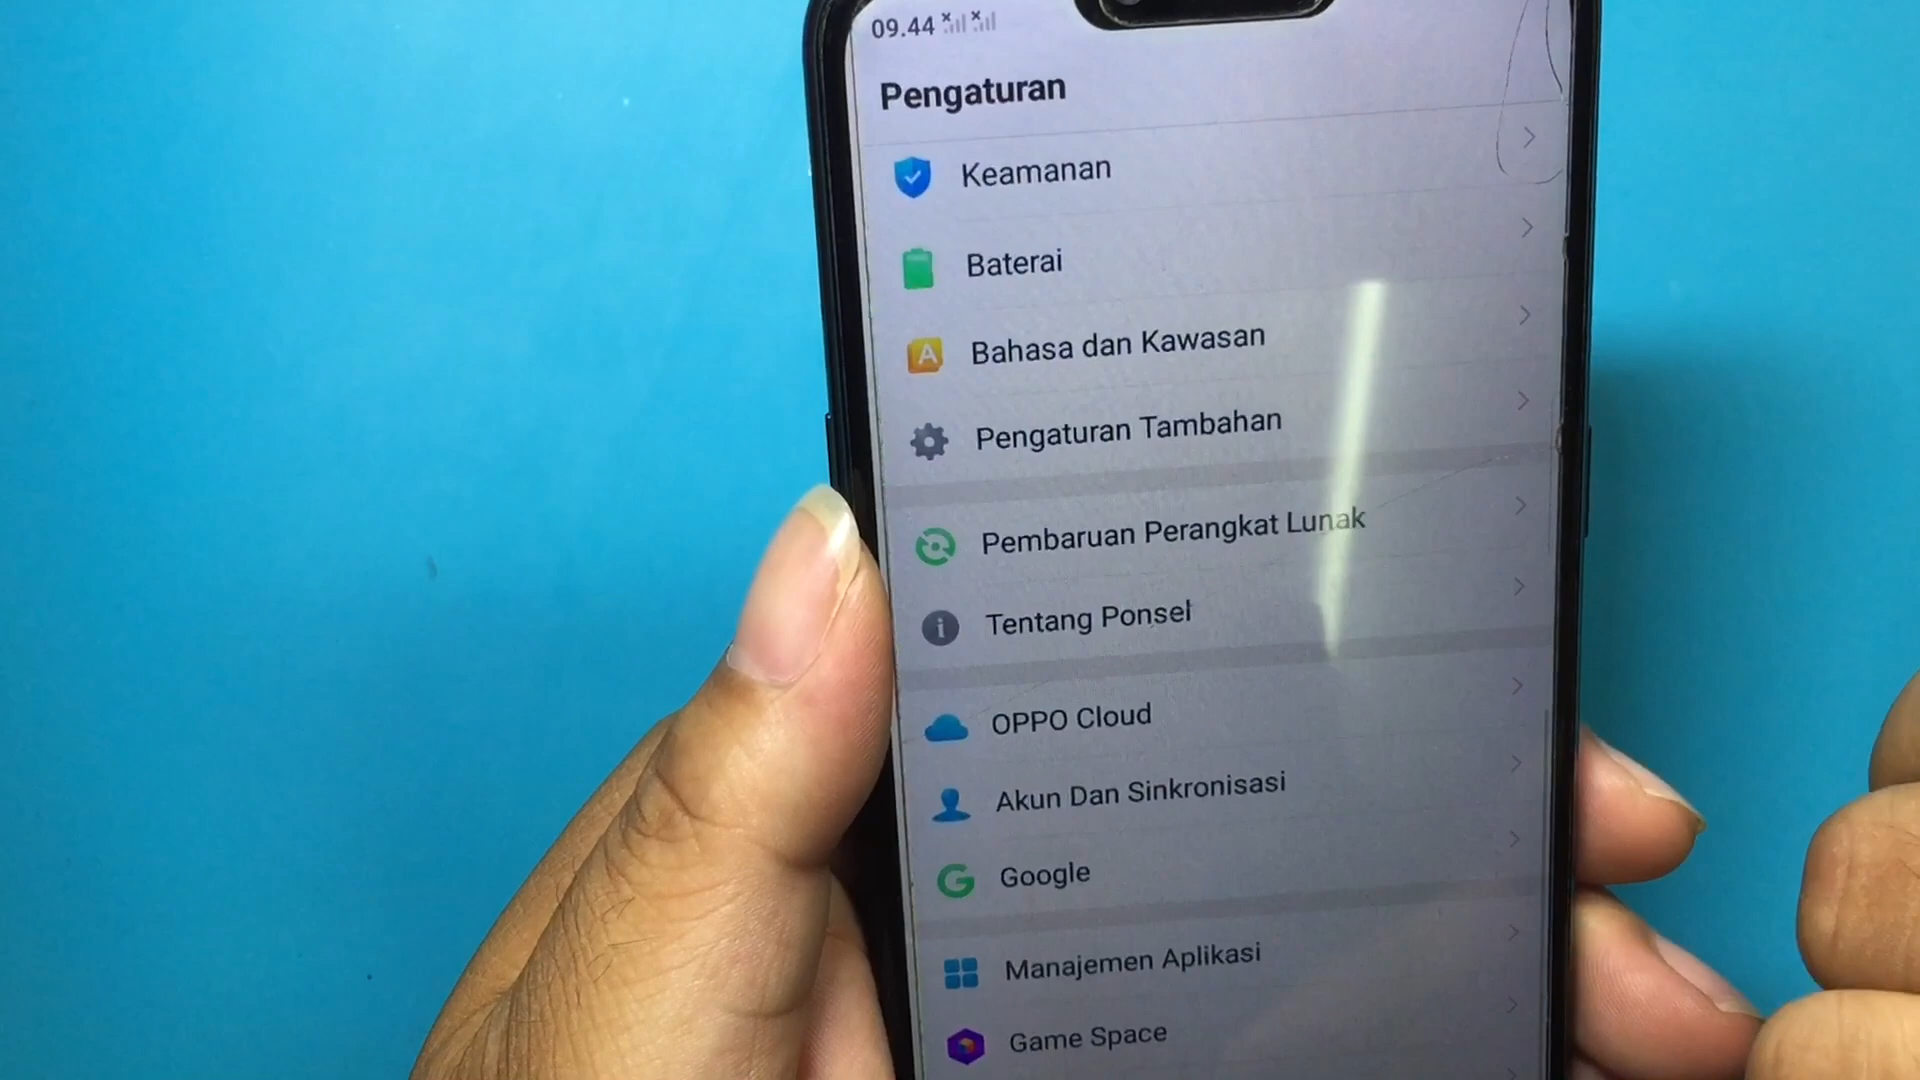 09.44
Pengaturan
Keamanan
Baterai
A
Bahasa dan Kawasan
Pengaturan Tambahan
Pembaruan Perangkat Lunak
i
Tentang Ponsel
OPPO Cloud
Akun Dan Sinkronisasi
G
Google
Manajemen Aplikasi
Game Space